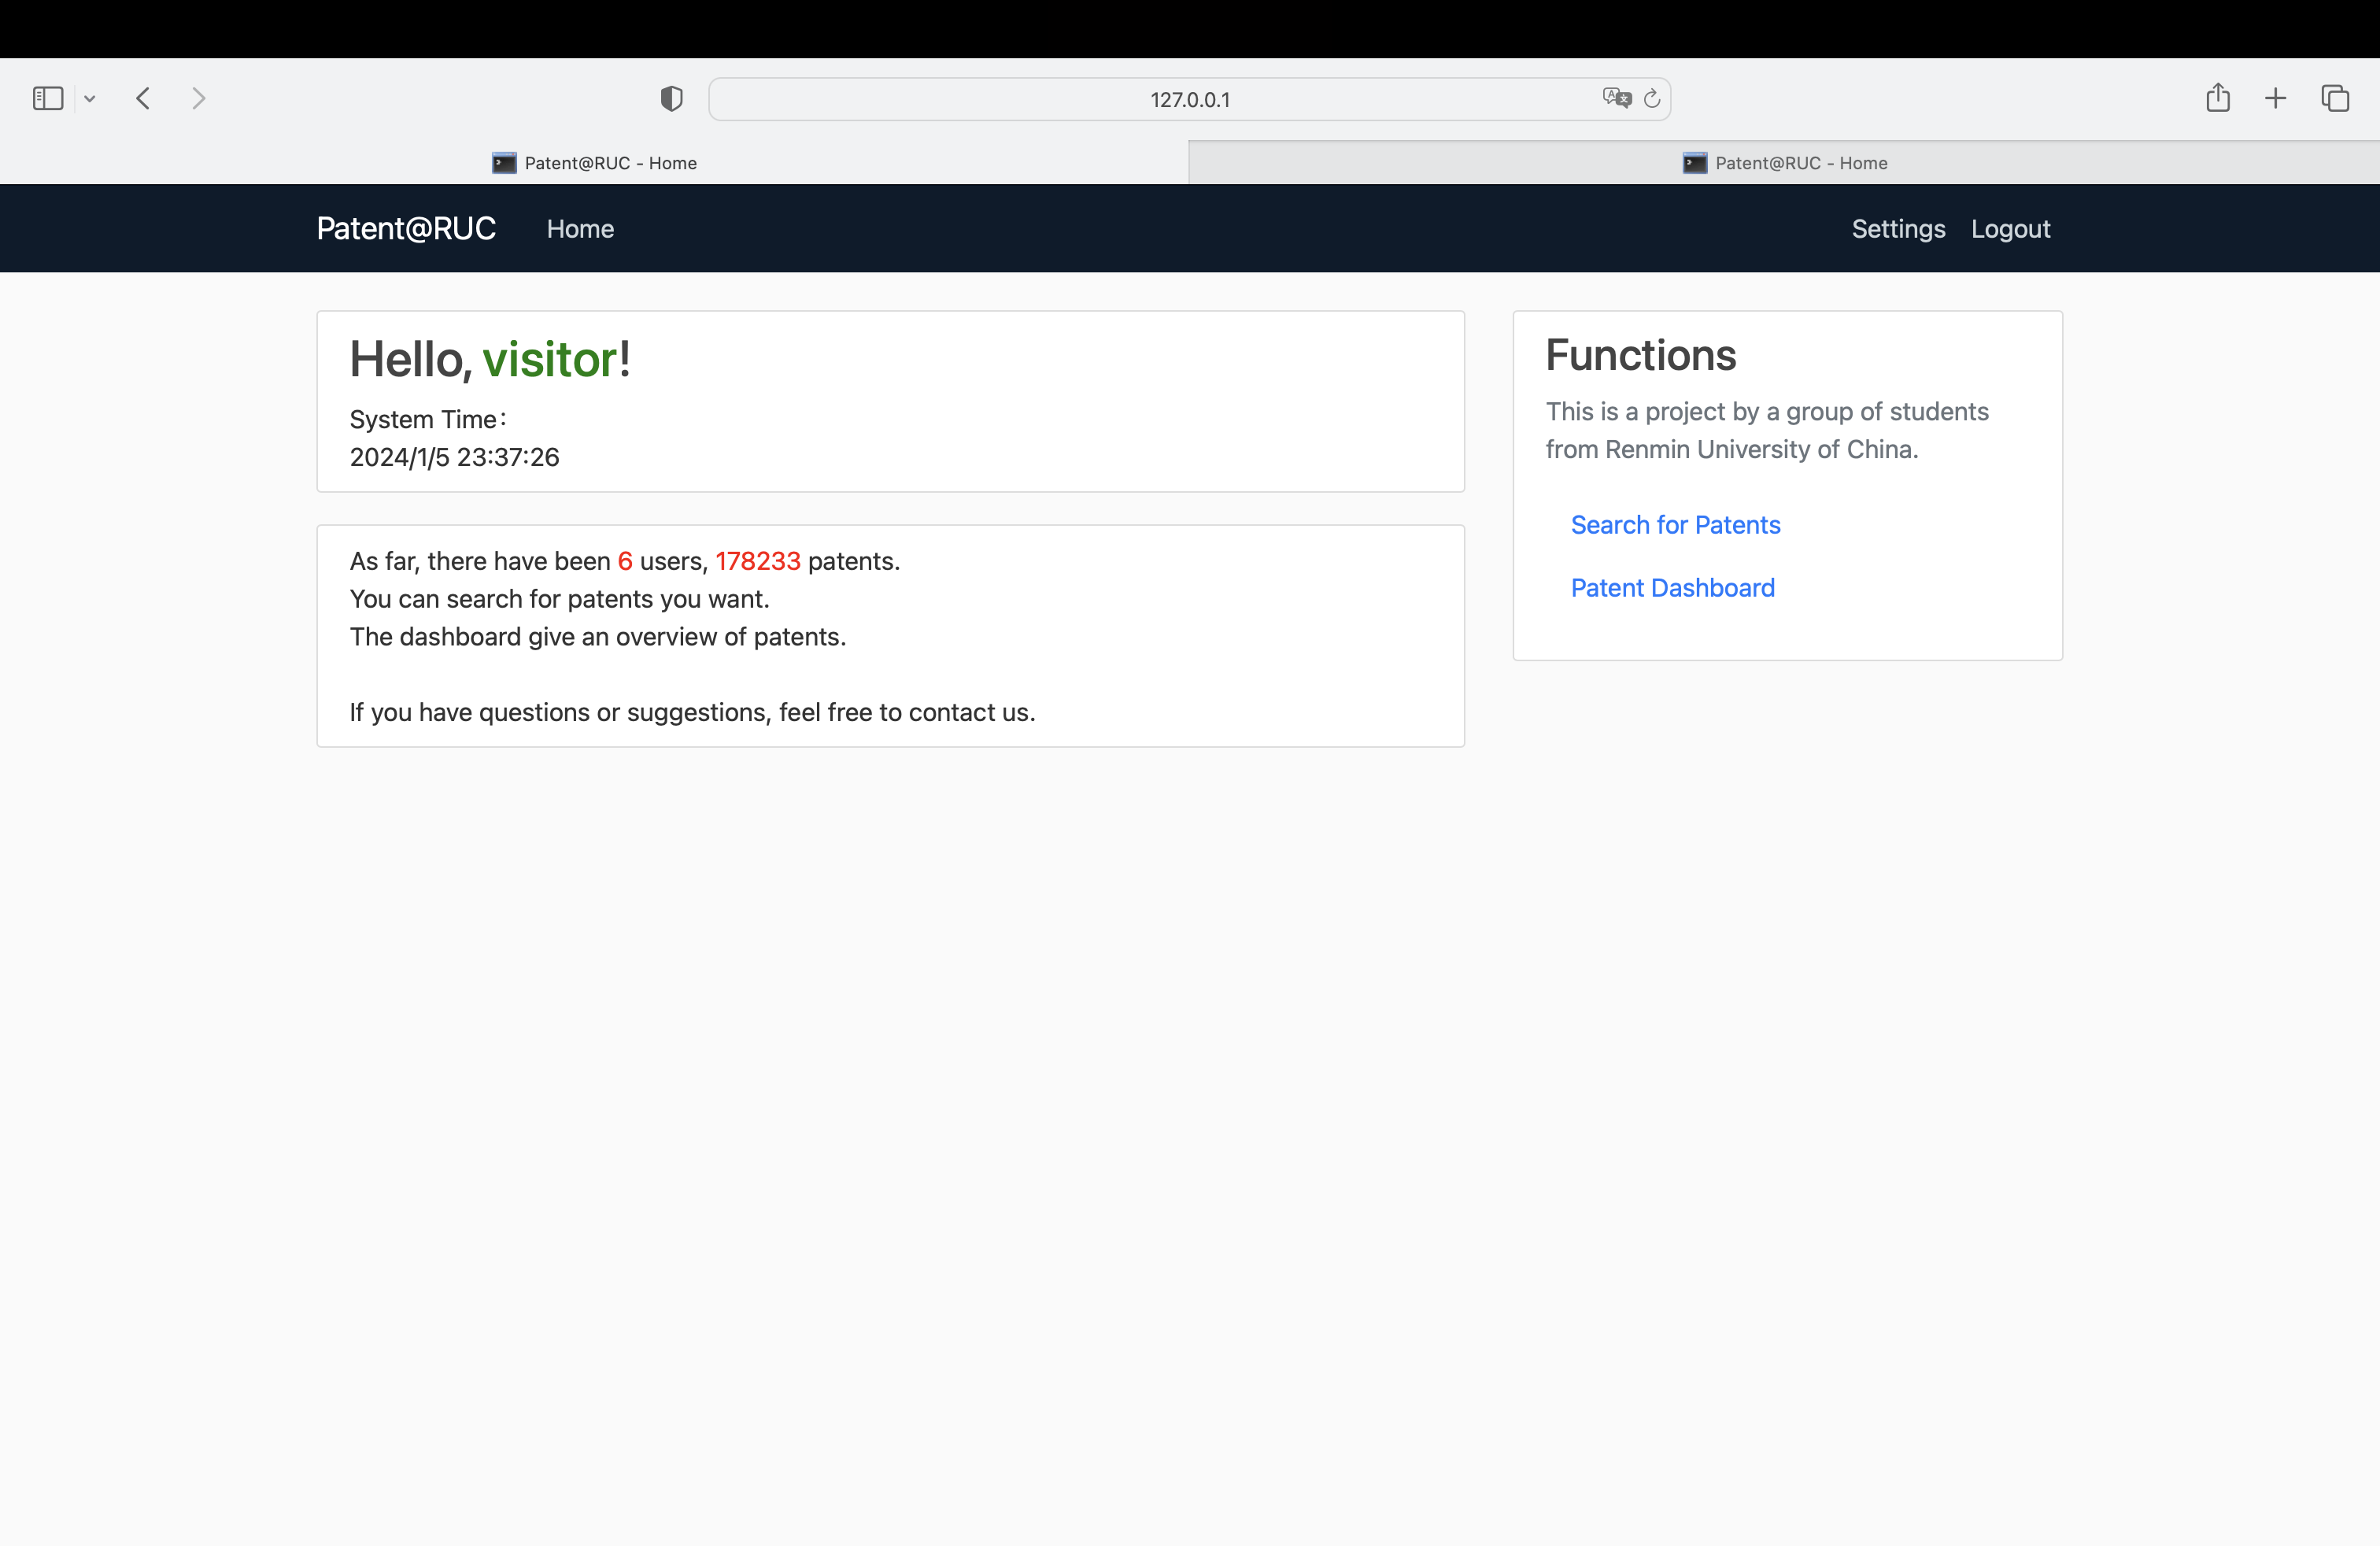 127.0.0.1
Patent@RUC - Home
Patent@RUC - Home
Patent@RUC Home Settings Logout
Hello, visitor!
System Time:
2024/1/5 23:37:26
As far, there have been 6 users, 178233 patents.
You can search for patents you want.
The dashboard give an overview of patents.
If you have questions or suggestions, feel free to contact us.
Functions
This is a project by a group of students
from Renmin University of China.
Search for Patents
Patent Dashboard